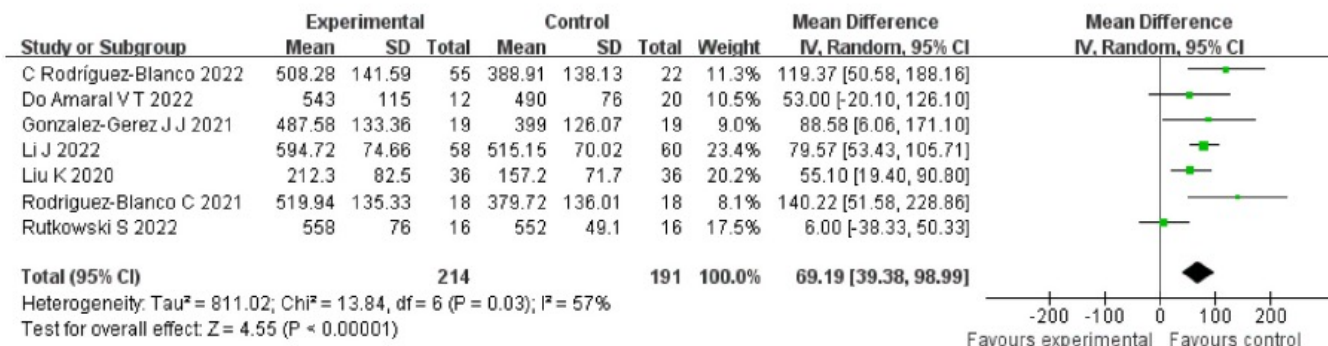 Experimental Control Mean Difference Mean Difference
Study or Subgroup Mean SD Total Mean SD Total Weight IV, Random, 95% CI IV, Random, 95% CI
C Rodríguez-Blanco 2022 508.28 141.59 55 388.91 138.13 22 11.3% 119.37 [50.58, 188.16]
Do Amaral V T 2022 543 115 12 490 76 20 10.5% 53.00 [-20.10, 126.10]
Gonzalez-Gerez J J 2021 487.58 133.36 19 399 126.07 19 9.0% 88.58 [6.06, 171.10]
Li J 2022 594.72 74.66 58 515.15 70.02 60 23.4% 79.57 [53.43, 105.71]
Liu K 2020 212.3 82.5 36 157.2 71.7 36 20.2% 55.10 [19.40, 90.80]
Rodriguez-Blanco C 2021 519.94 135.33 18 379.72 136.01 18 8.1% 140.22 [51.58, 228.86]
Rutkowski S 2022 558 76 16 552 49.1 16 17.5% 6.00 [-38.33, 50.33]
Total (95% CI) 214 191 100.0% 69.19 [39.38, 98.99]
Heterogeneity: Tau² = 811.02; Chi² = 13.84, df = 6 (P = 0.03); I² = 57%
Test for overall effect: Z = 4.55 (P < 0.00001)
-200 -100 0 100 200
Favours experimental Favours control